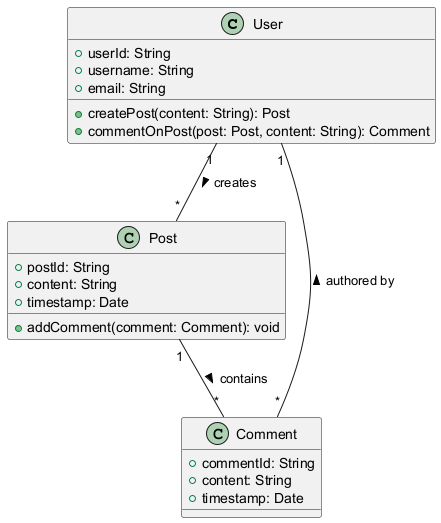 C User
userId: String
username: String
email: String
createPost(content: String): Post
commentOnPost(post: Post, content: String): Comment
1
1
creates
*
C Post
postId: String
content: String
timestamp: Date
addComment(comment: Comment): void
authored by
1
contains
*
*
C Comment
commentId: String
content: String
timestamp: Date